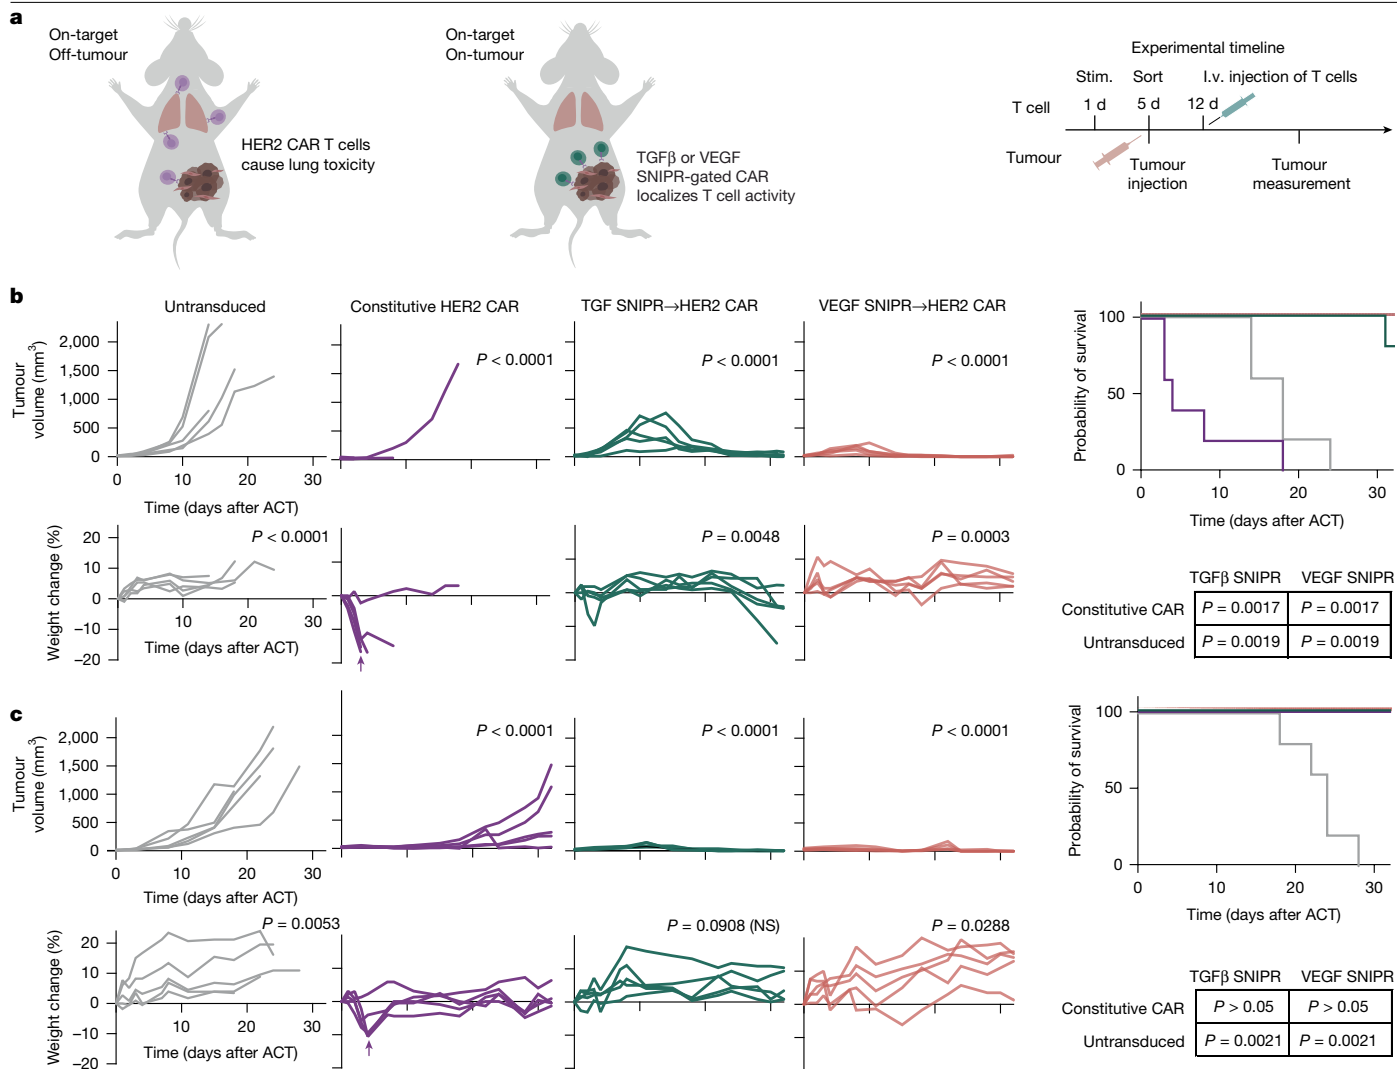 a
On-target
Off-tumour
HER2 CAR T cells
cause lung toxicity
On-target
On-tumour
TGFβ or VEGF
SNIPR-gated CAR
localizes T cell activity
Experimental timeline
Stim. Sort I.v. injection of T cells
T cell 1 d 5 d 12 d
Tumour
Tumour
injection
Tumour
measurement
b
Untransduced
Constitutive HER2 CAR
TGF SNIPR→HER2 CAR
VEGF SNIPR→HER2 CAR
Tumour
volume (mm³)
2,000
1,500
1,000
500
0
0 10 20 30
Time (days after ACT)
P < 0.0001
P < 0.0001
P < 0.0001
Probability of survival
100
50
0
0 10 20 30
Time (days after ACT)
Weight change (%)
20
10
0
–10
–20
P < 0.0001
10 20 30
Time (days after ACT)
P = 0.0048
P = 0.0003
TGFβ SNIPR VEGF SNIPR
Constitutive CAR P = 0.0017 P = 0.0017
Untransduced P = 0.0019 P = 0.0019
c
Tumour
volume (mm³)
2,000
1,500
1,000
500
0
0 10 20 30
Time (days after ACT)
P < 0.0001
P < 0.0001
P < 0.0001
Probability of survival
100
50
0
0 10 20 30
Time (days after ACT)
Weight change (%)
20
10
0
–10
–20
P = 0.0053
10 20 30
Time (days after ACT)
P = 0.0908 (NS)
P = 0.0288
TGFβ SNIPR VEGF SNIPR
Constitutive CAR P > 0.05 P > 0.05
Untransduced P = 0.0021 P = 0.0021